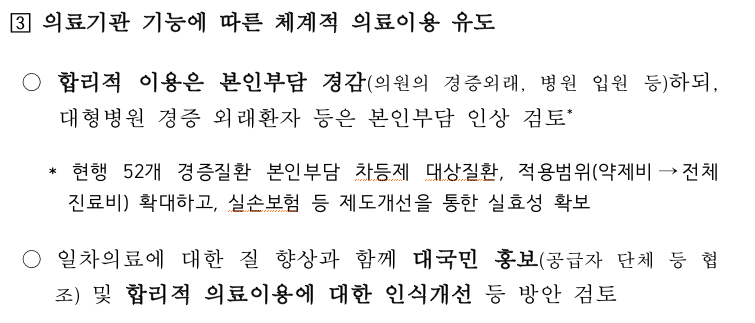 3 의료기관 기능에 따른 체계적 의료이용 유도
○ 합리적 이용은 본인부담 경감(의원의 경증외래, 병원 입원 등)하되,
대형병원 경증 외래환자 등은 본인부담 인상 검토*
* 현행 52개 경증질환 본인부담 차등제 대상질환, 적용범위(약제비→전체
진료비) 확대하고, 실손보험 등 제도개선을 통한 실효성 확보
○ 일차의료에 대한 질 향상과 함께 대국민 홍보(공급자 단체 등 협
조) 및 합리적 의료이용에 대한 인식개선 등 방안 검토